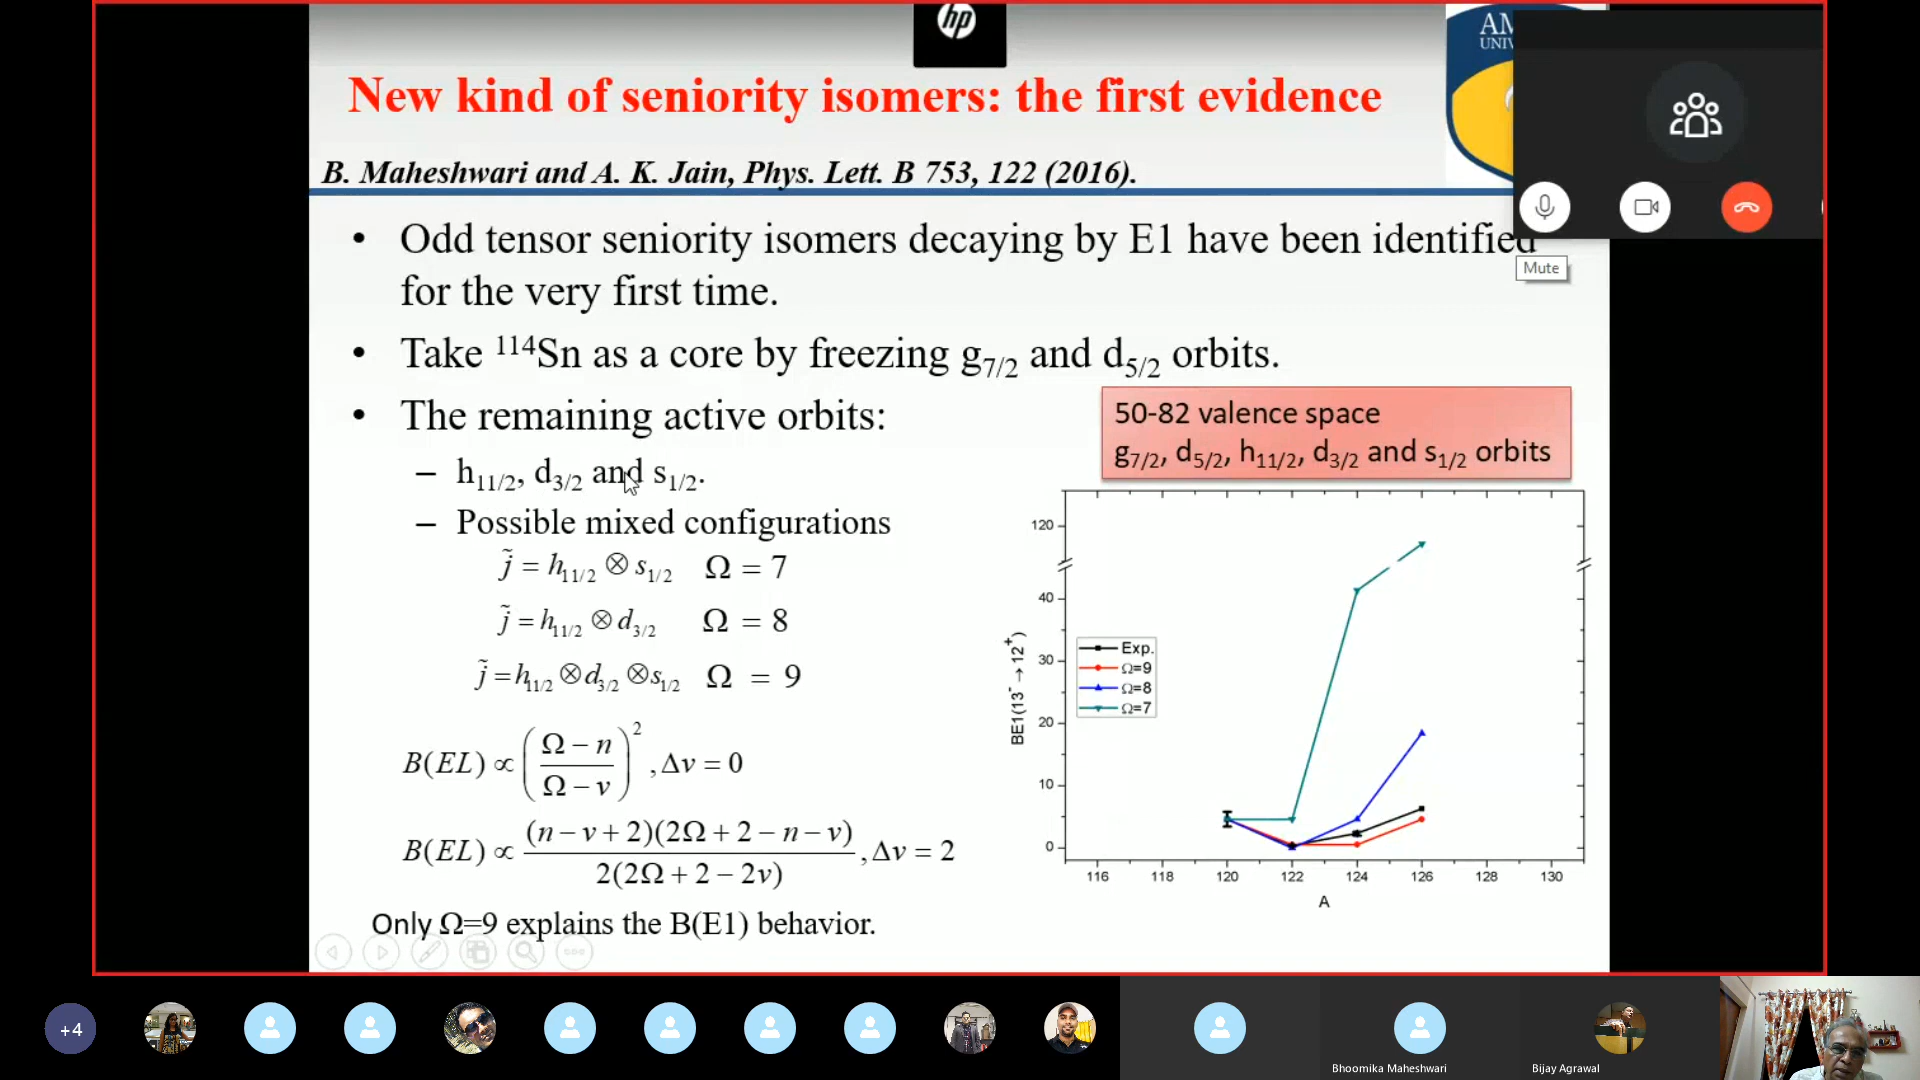 hp
New kind of seniority isomers: the first evidence
AM
UNIV
B. Maheshwari and A. K. Jain, Phys. Lett. B 753, 122 (2016).
• Odd tensor seniority isomers decaying by E1 have been identified
for the very first time.
Mute
• Take ¹¹⁴Sn as a core by freezing g₇/₂ and d₅/₂ orbits.
• The remaining active orbits:
– h₁₁/₂, d₃/₂ and s₁/₂.
– Possible mixed configurations
j̃ = h₁₁/₂ ⊗ s₁/₂ Ω = 7
j̃ = h₁₁/₂ ⊗ d₃/₂ Ω = 8
j̃ = h₁₁/₂ ⊗ d₃/₂ ⊗ s₁/₂ Ω = 9
B(EL) ∝ ((Ω − n)/(Ω − v))², Δv = 0
B(EL) ∝ (n − v + 2)(2Ω + 2 − n − v)/2(2Ω + 2 − 2v), Δv = 2
Only Ω=9 explains the B(E1) behavior.
50-82 valence space
g₇/₂, d₅/₂, h₁₁/₂, d₃/₂ and s₁/₂ orbits
BE1(13⁻→12⁺)
120
40
30
20
10
0
Exp.
Ω=9
Ω=8
Ω=7
116 118 120 122 124 126 128 130
A
+4
Bhoomika Maheshwari
Bijay Agrawal